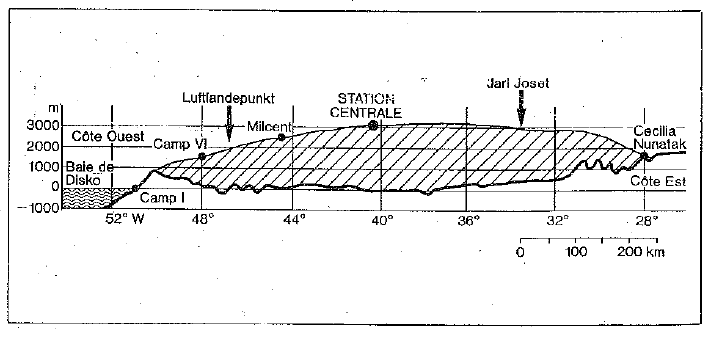 Jarl Joset
Luftlandepunkt
STATION
CENTRALE
m
3000
2000
1000
0
-1000
Côte Ouest
Milcent
Camp VI
Cecilia
Nunatak
Baie de
Disko
Camp I
Côte Est
52° W
48°
44°
40°
36°
32°
28°
0 100 200 km